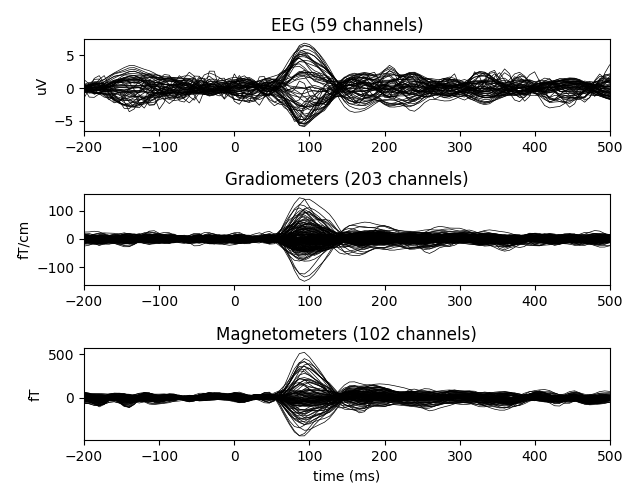 EEG (59 channels)
5
0
−5
uV
−200 −100 0 100 200 300 400 500
Gradiometers (203 channels)
100
0
−100
fT/cm
−200 −100 0 100 200 300 400 500
Magnetometers (102 channels)
500
0
fT
−200 −100 0 100 200 300 400 500
time (ms)